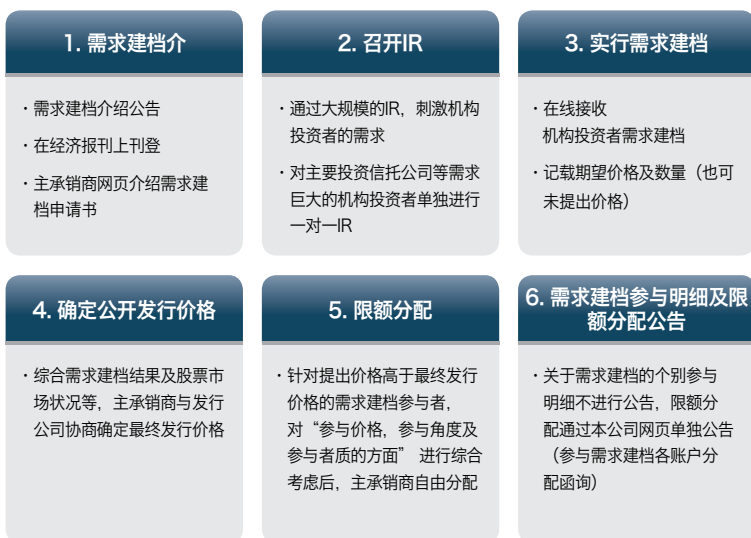 1. 需求建档介
· 需求建档介绍公告
· 在经济报刊上刊登
· 主承销商网页介绍需求建
档申请书
2. 召开IR
· 通过大规模的IR，刺激机构
投资者的需求
· 对主要投资信托公司等需求
巨大的机构投资者单独进行
一对一IR
3. 实行需求建档
· 在线接收
机构投资者需求建档
· 记载期望价格及数量（也可
未提出价格）
4. 确定公开发行价格
· 综合需求建档结果及股票市
场状况等，主承销商与发行
公司协商确定最终发行价格
5. 限额分配
· 针对提出价格高于最终发行
价格的需求建档参与者，
对“参与价格，参与角度及
参与者质的方面” 进行综合
考虑后，主承销商自由分配
6. 需求建档参与明细及限
额分配公告
· 关于需求建档的个别参与
明细不进行公告，限额分
配通过本公司网页单独公告
（参与需求建档各账户分
配函询）